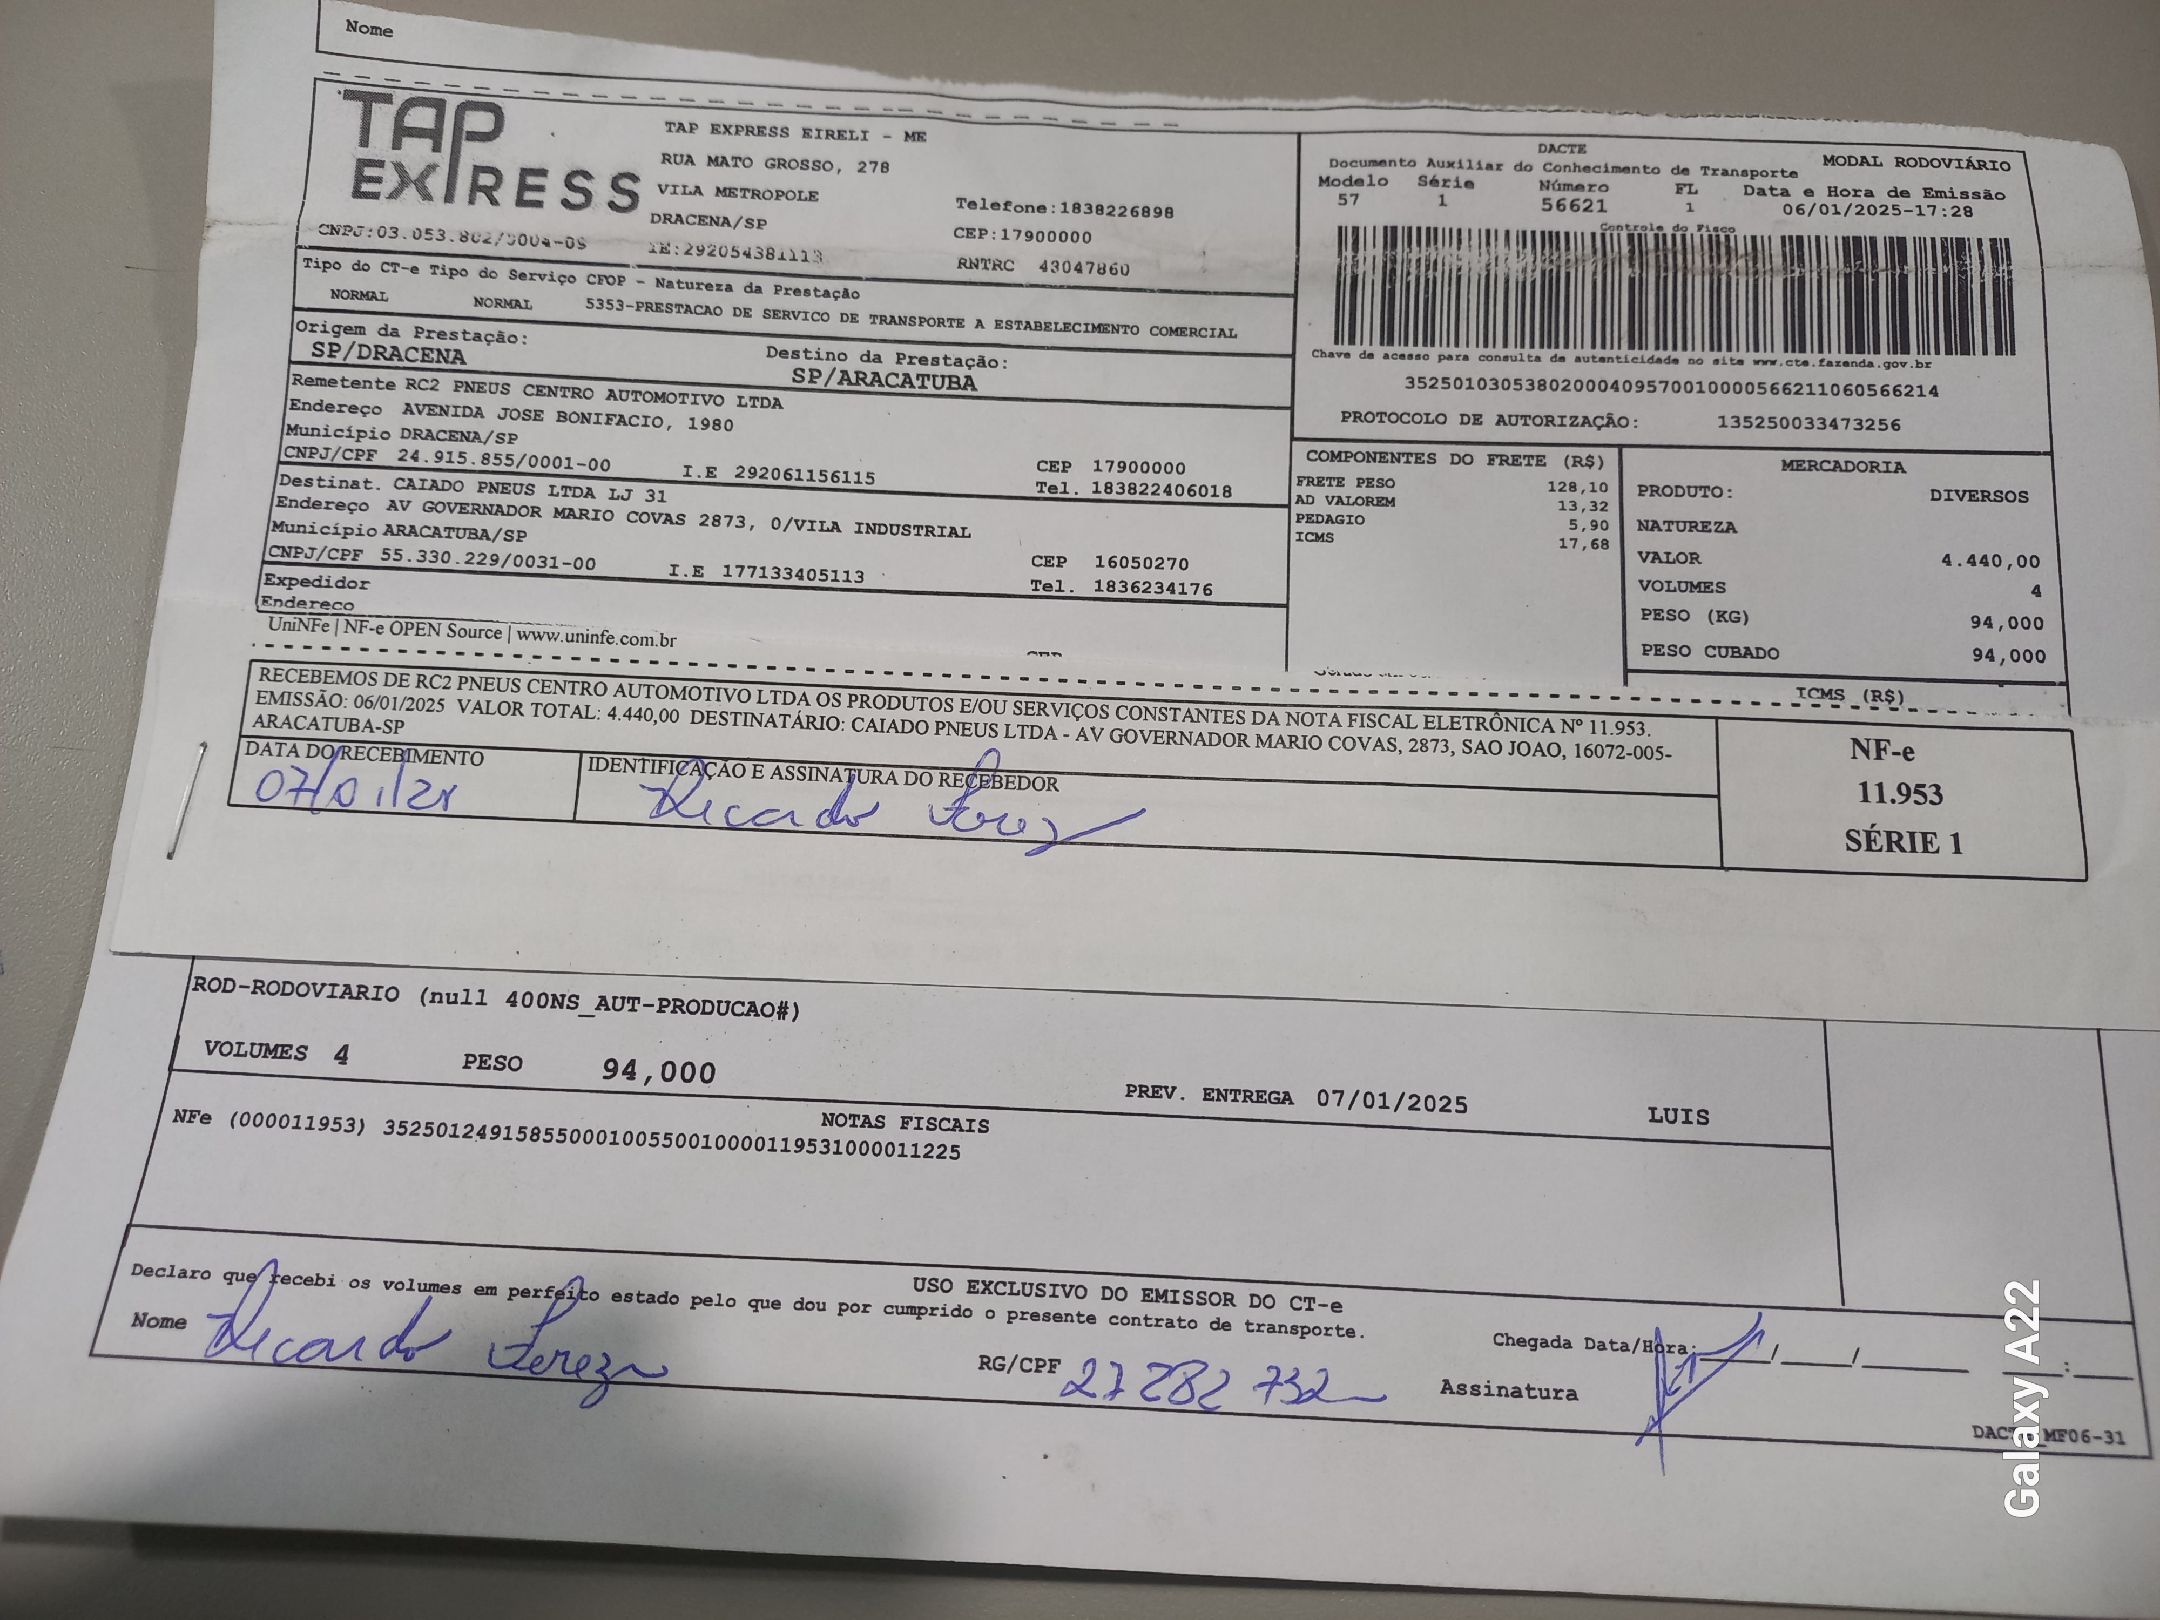 Nome
TAP EXPRESS
TAP EXPRESS EIRELI - ME
RUA MATO GROSSO, 278
VILA METROPOLE
DRACENA/SP
Telefone:1838226898
CEP:17900000
RNTRC 43047860
CNPJ:03.053.802/
IE:292054381113
DACTE
MODAL RODOVIÁRIO
Documento Auxiliar do Conhecimento de Transporte
Modelo Série Número FL Data e Hora de Emissão
57 1 56621 1 06/01/2025-17:28
Controle do Fisco
Chave de acesso para consulta de autenticidade no site www.cte.fazenda.gov.br
35250103053802000409570010000566211060566214
PROTOCOLO DE AUTORIZAÇÃO: 135250033473256
Tipo do CT-e Tipo do Serviço CFOP - Natureza da Prestação
NORMAL NORMAL 5353-PRESTACAO DE SERVICO DE TRANSPORTE A ESTABELECIMENTO COMERCIAL
Origem da Prestação:
SP/DRACENA
Destino da Prestação:
SP/ARACATUBA
Remetente RC2 PNEUS CENTRO AUTOMOTIVO LTDA
Endereço AVENIDA JOSE BONIFACIO, 1980
Município DRACENA/SP
CEP 17900000
CNPJ/CPF 24.915.855/0001-00 I.E 292061156115 Tel. 183822406018
Destinat. CAIADO PNEUS LTDA LJ 31
Endereço AV GOVERNADOR MARIO COVAS 2873, 0/VILA INDUSTRIAL
Município ARACATUBA/SP
CEP 16050270
CNPJ/CPF 55.330.229/0031-00 I.E 177133405113 Tel. 1836234176
Expedidor
Endereco
COMPONENTES DO FRETE (R$)
FRETE PESO 128,10
AD VALOREM 13,32
PEDAGIO 5,90
ICMS 17,68
MERCADORIA
PRODUTO: DIVERSOS
NATUREZA
VALOR 4.440,00
VOLUMES 4
PESO (KG) 94,000
PESO CUBADO 94,000
ICMS (R$)
UniNFe | NF-e OPEN Source | www.uninfe.com.br
RECEBEMOS DE RC2 PNEUS CENTRO AUTOMOTIVO LTDA OS PRODUTOS E/OU SERVIÇOS CONSTANTES DA NOTA FISCAL ELETRÔNICA Nº 11.953.
EMISSÃO: 06/01/2025 VALOR TOTAL: 4.440,00 DESTINATÁRIO: CAIADO PNEUS LTDA - AV GOVERNADOR MARIO COVAS, 2873, SAO JOAO, 16072-005-
ARACATUBA-SP
DATA DO RECEBIMENTO
07/01/25
IDENTIFICAÇÃO E ASSINATURA DO RECEBEDOR
Ricardo Perez
NF-e
11.953
SÉRIE 1
ROD-RODOVIARIO (null 400NS_AUT-PRODUCAO#)
VOLUMES 4 PESO 94,000 PREV. ENTREGA 07/01/2025 LUIS
NOTAS FISCAIS
NFe (000011953) 35250124915855000100550010000119531000011225
USO EXCLUSIVO DO EMISSOR DO CT-e
Declaro que recebi os volumes em perfeito estado pelo que dou por cumprido o presente contrato de transporte.
Nome Ricardo Perez
RG/CPF 27282732
Chegada Data/Hora:
Assinatura
MF06-31
Galaxy A22